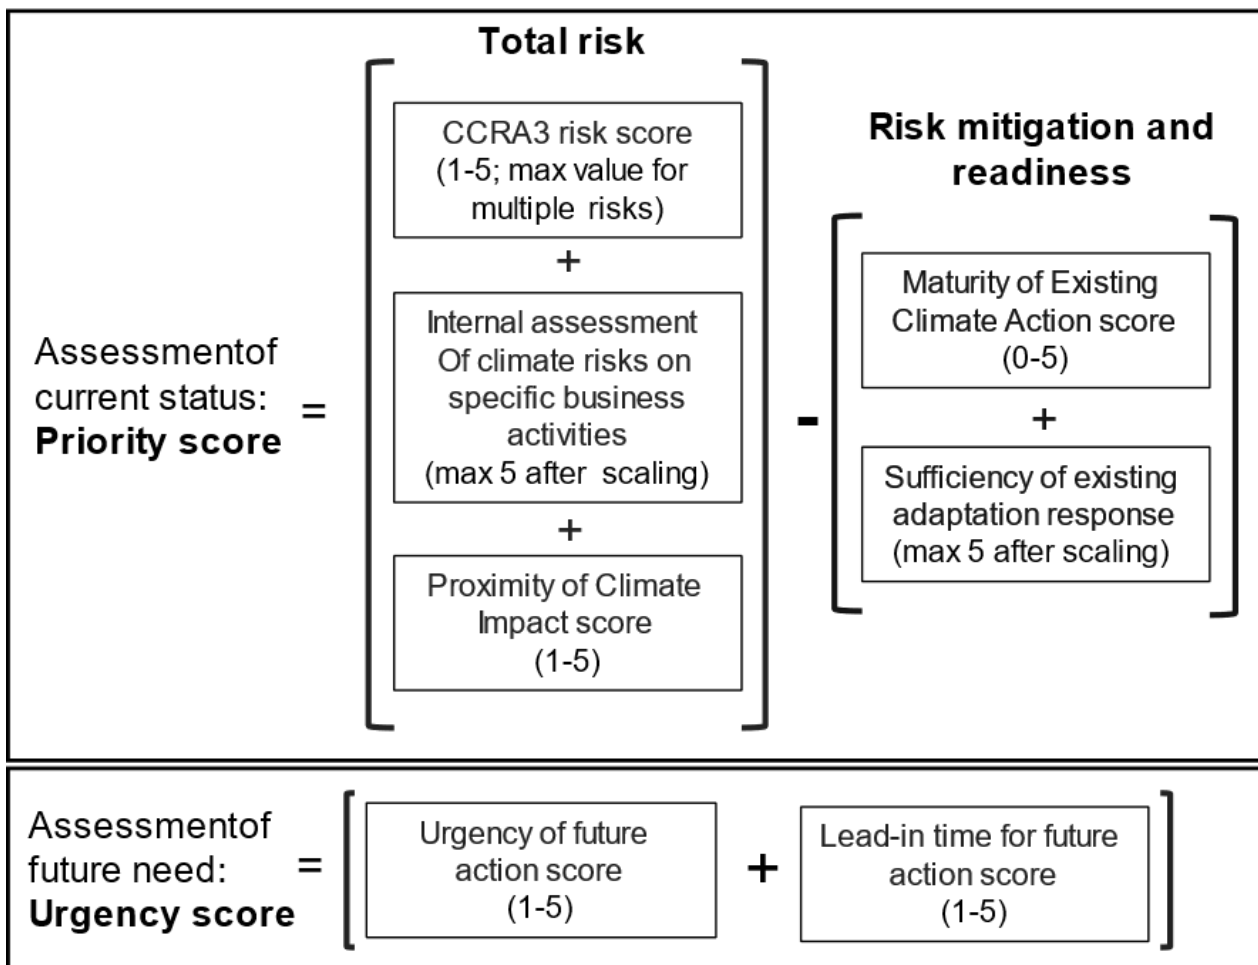 Total risk
CCRA3 risk score
(1-5; max value for
multiple risks)
+
Internal assessment
Of climate risks on
specific business
activities
(max 5 after scaling)
+
Proximity of Climate
Impact score
(1-5)
Assessmentof
current status:
Priority score
=
-
Risk mitigation and
readiness
Maturity of Existing
Climate Action score
(0-5)
+
Sufficiency of existing
adaptation response
(max 5 after scaling)
Assessmentof
future need:
Urgency score
=
Urgency of future
action score
(1-5)
+
Lead-in time for future
action score
(1-5)